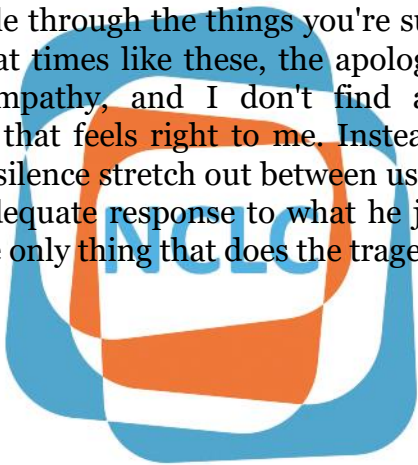 le through the things you're su
at times like these, the apolog
mpathy, and I don't find a
that feels right to me. Instea
silence stretch out between us
lequate response to what he j
e only thing that does the trage
NCLC